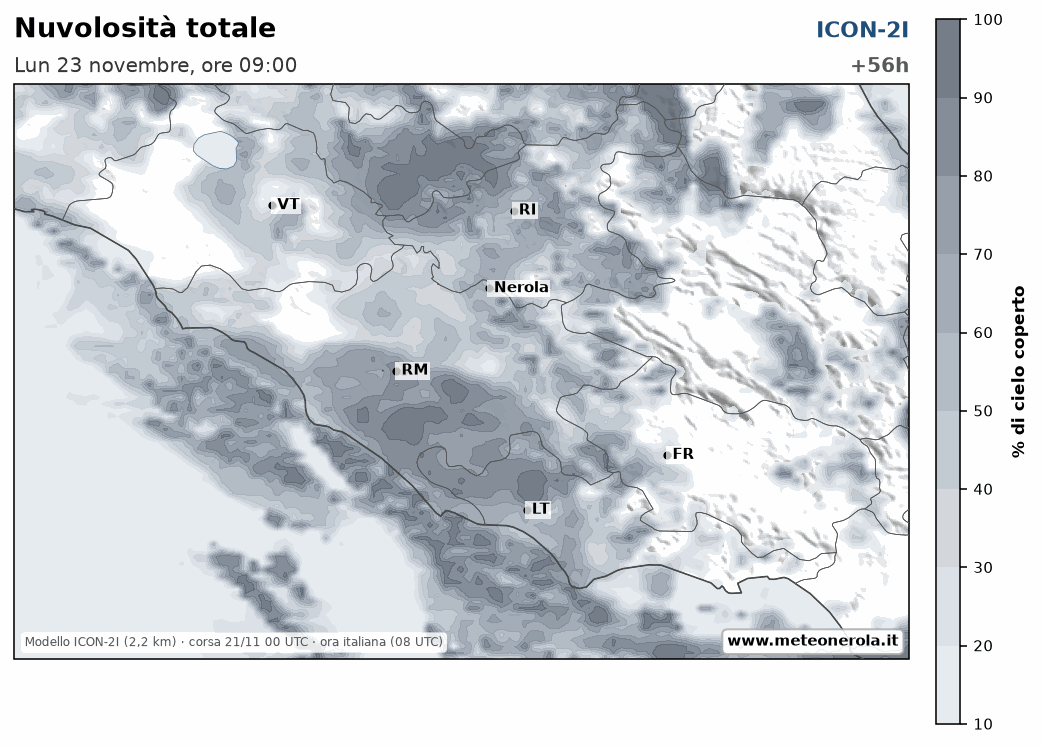 Nuvolosità totale
ICON-2I
Lun 23 novembre, ore 09:00
+56h
100
90
80
70
60
50
40
30
20
10
% di cielo coperto
VT
RI
Nerola
RM
FR
LT
Modello ICON-2I (2,2 km) · corsa 21/11 00 UTC · ora italiana (08 UTC)
www.meteonerola.it